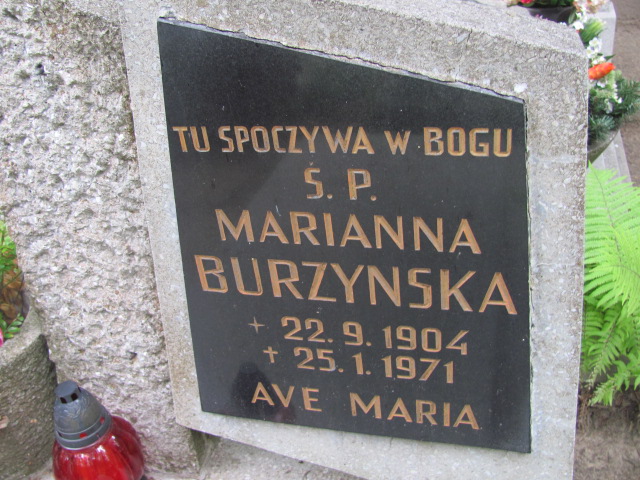 TU SPOCZYWA W BOGU
Ś. P.
MARIANNA
BURZYNSKA
+ 22. 9. 1904
† 25. 1. 1971
AVE MARIA